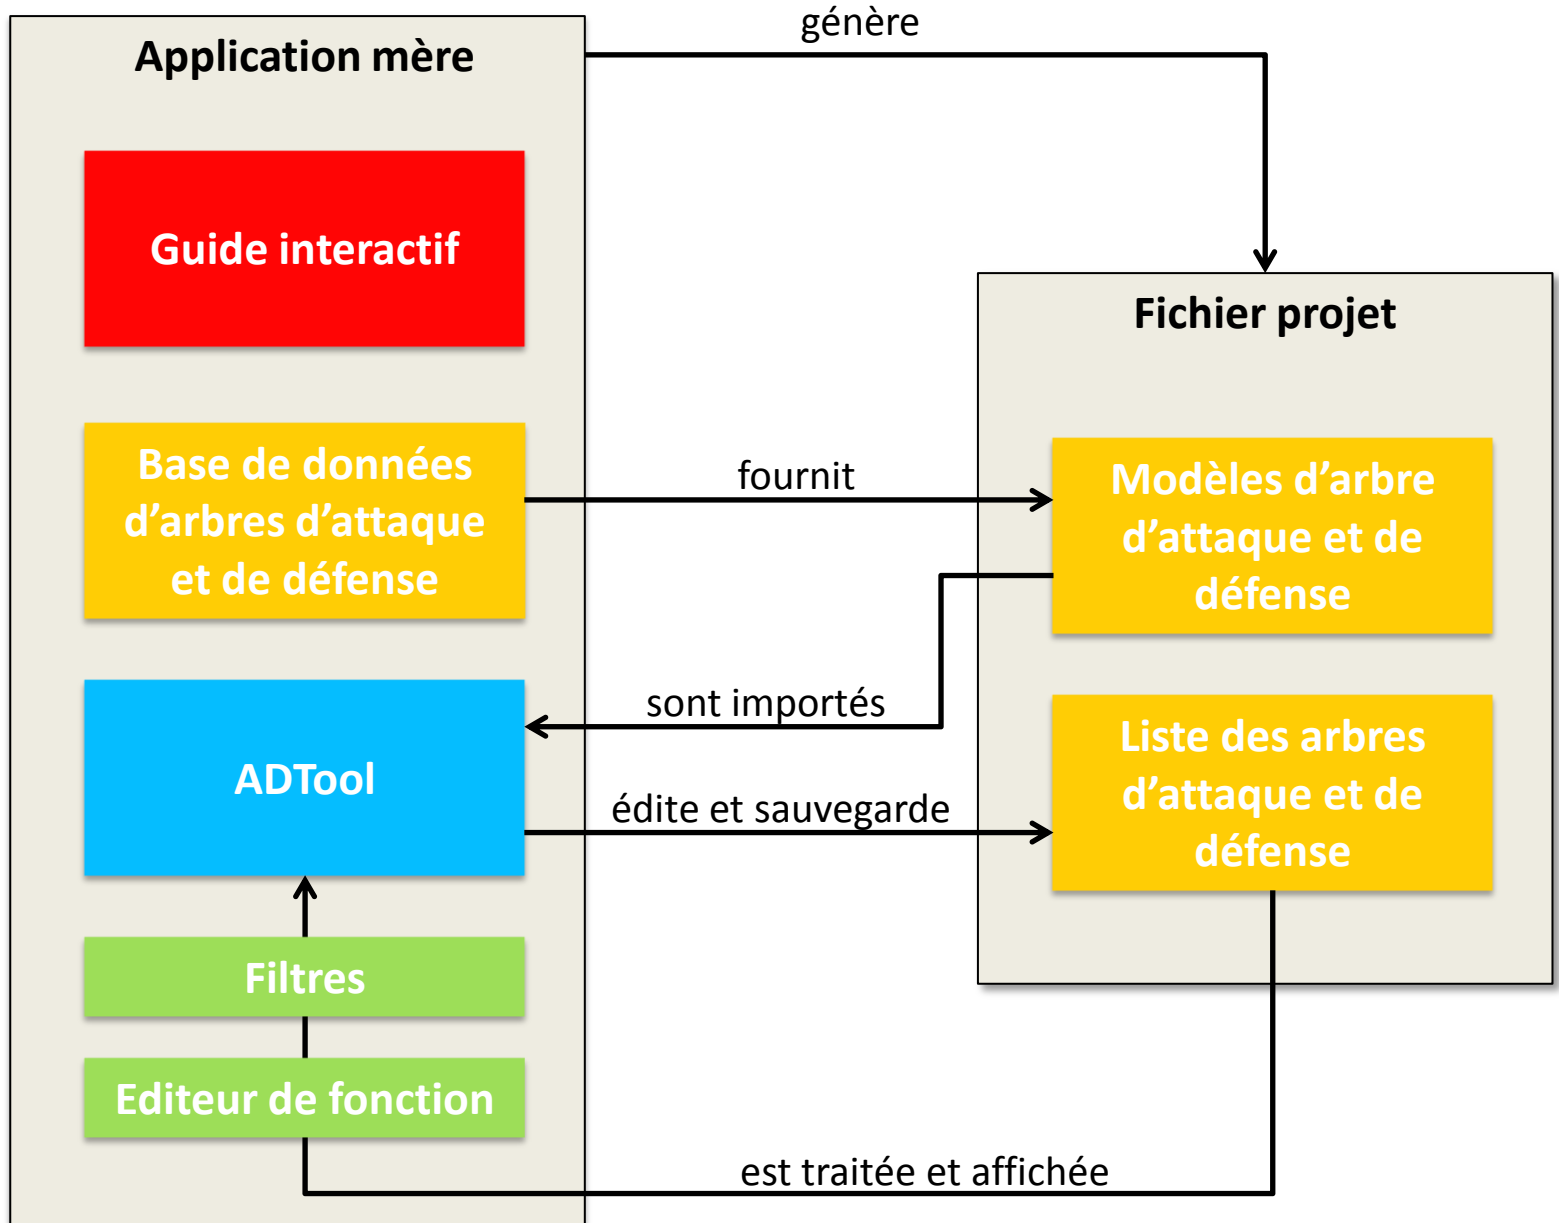 génère
Application mère
Guide interactif
Fichier projet
Base de données
d’arbres d’attaque
et de défense
fournit
Modèles d’arbre
d’attaque et de
défense
sont importés
ADTool
édite et sauvegarde
Liste des arbres
d’attaque et de
défense
Filtres
Editeur de fonction
est traitée et affichée